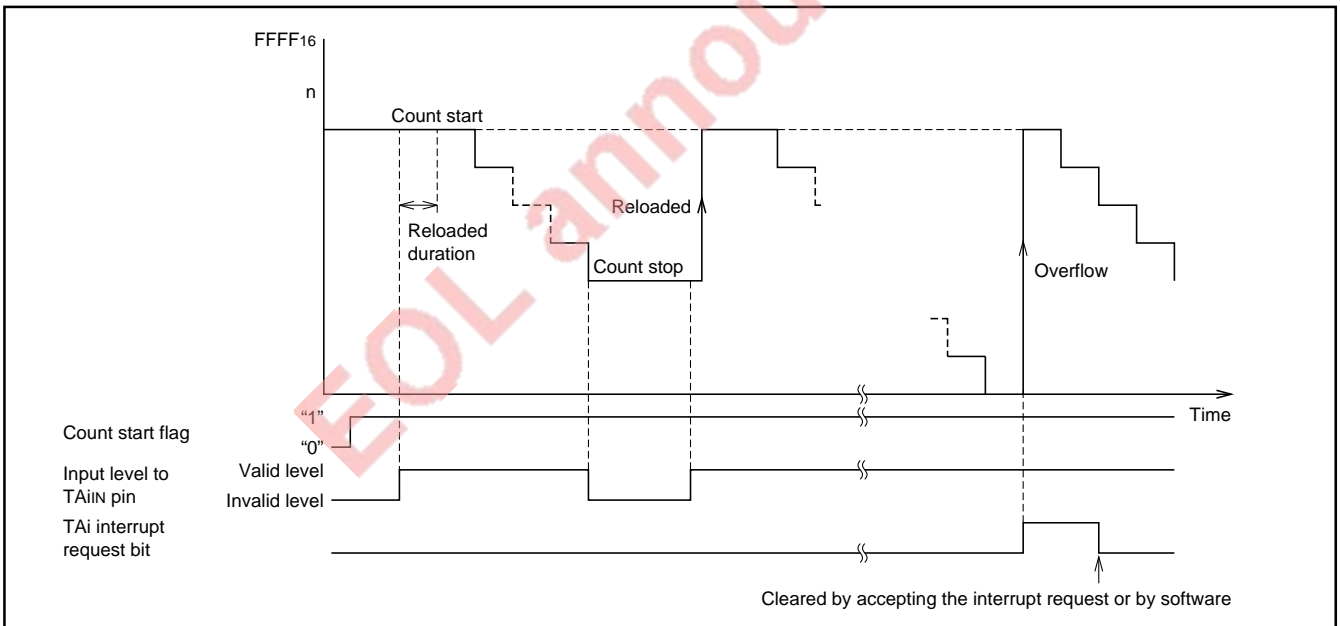 FFFF16
n
Count start
Reloaded
duration
Count stop
Reloaded
Overflow
Time
Count start flag
“1”
“0”
Input level to
TAiIN pin
Valid level
Invalid level
TAi interrupt
request bit
Cleared by accepting the interrupt request or by software
EOL annou